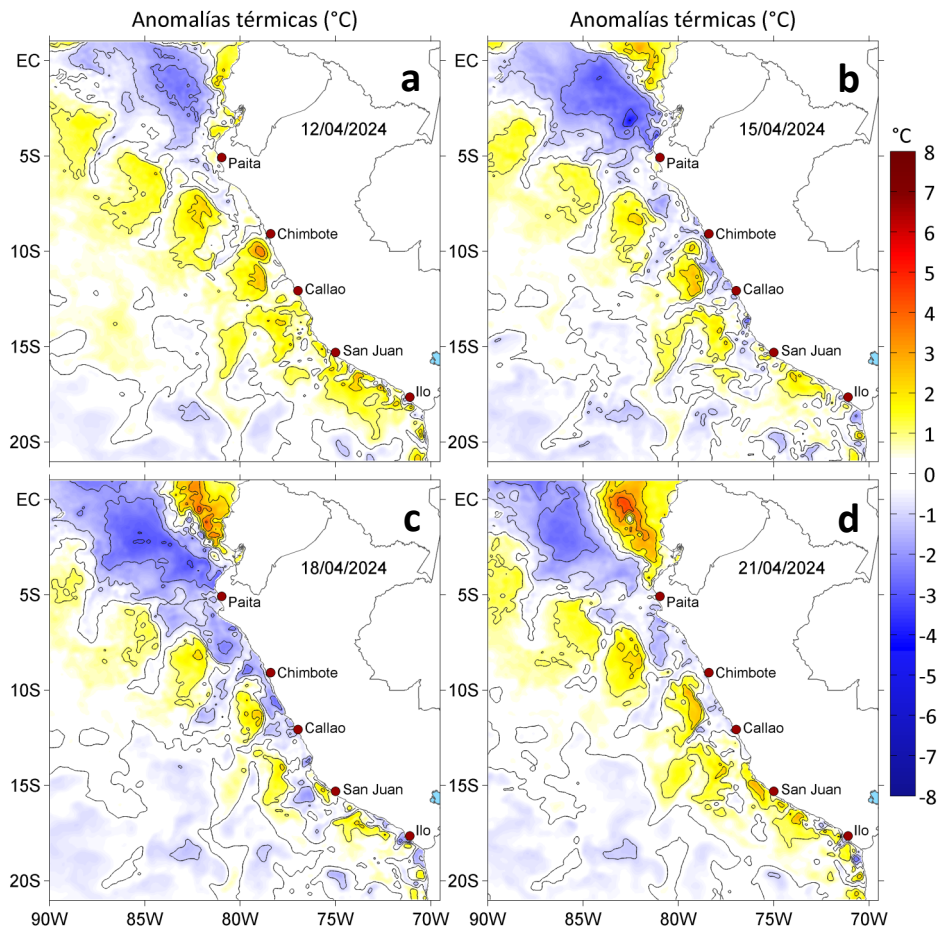 Anomalías térmicas (°C)
Anomalías térmicas (°C)
EC
5S
10S
15S
20S
a
12/04/2024
Paita
Chimbote
Callao
San Juan
Ilo
EC
5S
10S
15S
20S
b
15/04/2024
Paita
Chimbote
Callao
San Juan
Ilo
°C
8
7
6
5
4
3
2
1
0
-1
-2
-3
-4
-5
-6
-7
-8
EC
5S
10S
15S
20S
c
18/04/2024
Paita
Chimbote
Callao
San Juan
Ilo
90W 85W 80W 75W 70W
EC
5S
10S
15S
20S
d
21/04/2024
Paita
Chimbote
Callao
San Juan
Ilo
90W 85W 80W 75W 70W